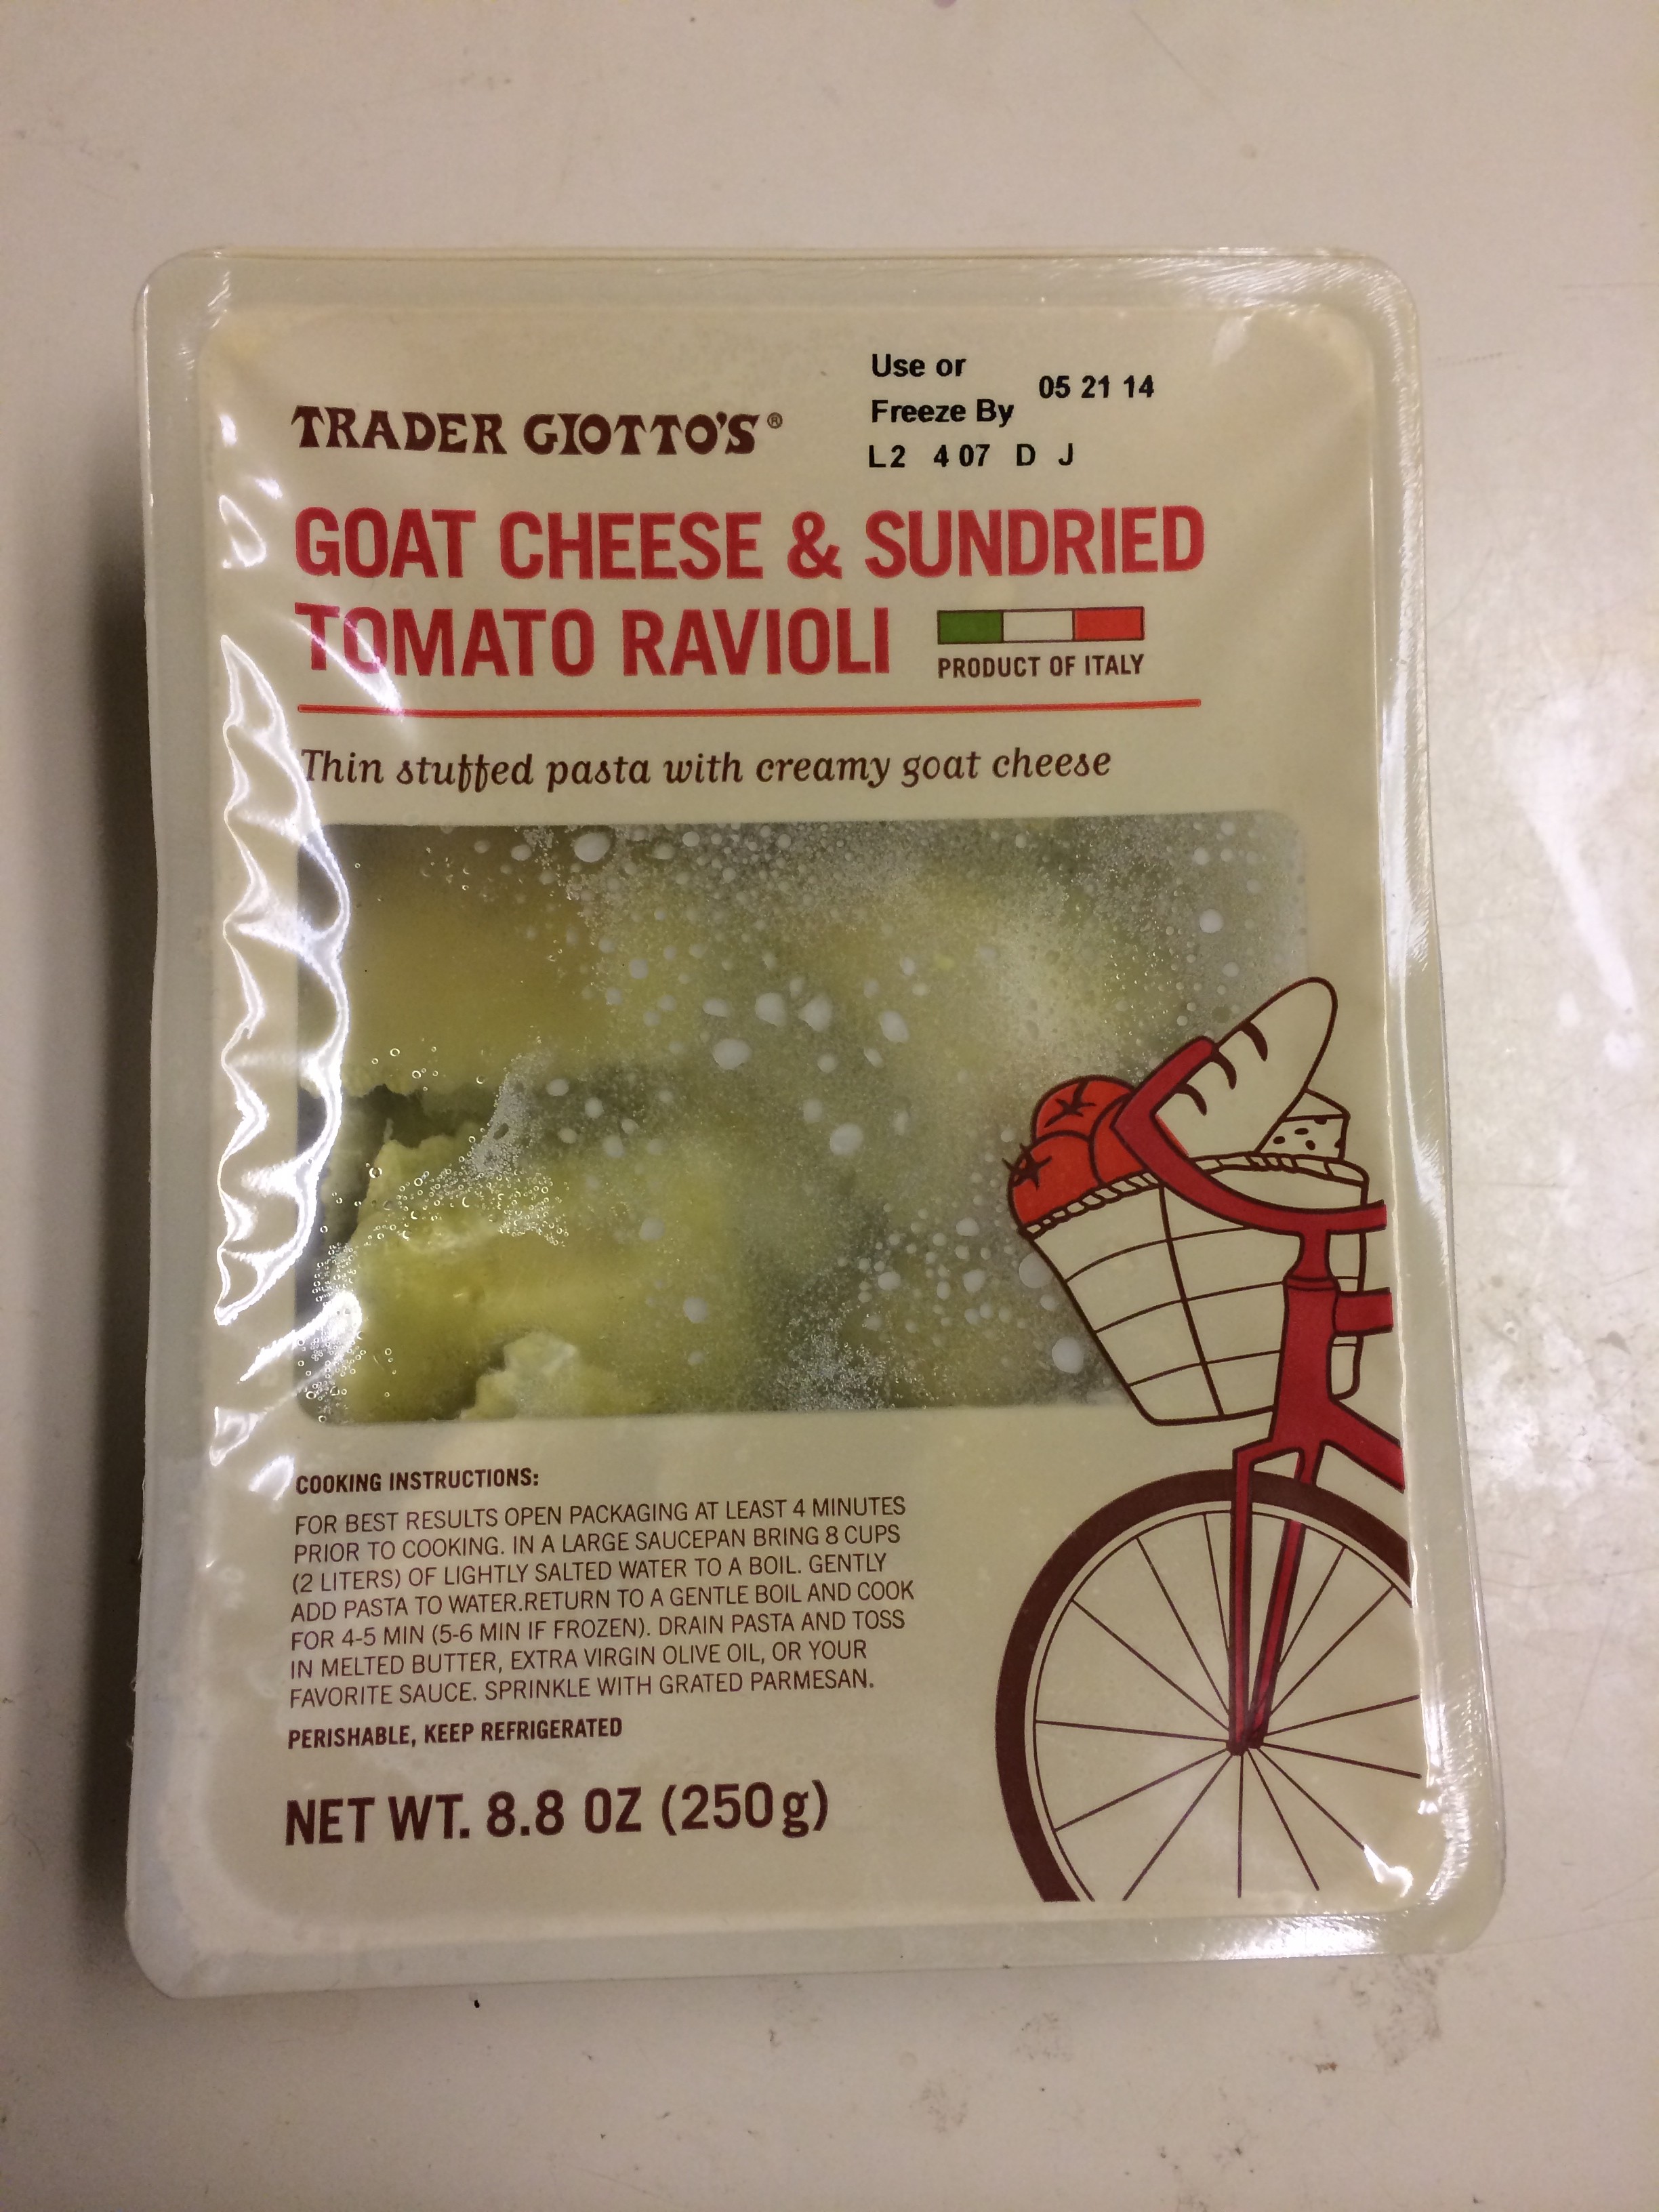 TRADER GIOTTO'S®
Use or
Freeze By 05 21 14
L2 4 07 D J
GOAT CHEESE & SUNDRIED
TOMATO RAVIOLI
PRODUCT OF ITALY
Thin stuffed pasta with creamy goat cheese
COOKING INSTRUCTIONS:
FOR BEST RESULTS OPEN PACKAGING AT LEAST 4 MINUTES
PRIOR TO COOKING. IN A LARGE SAUCEPAN BRING 8 CUPS
(2 LITERS) OF LIGHTLY SALTED WATER TO A BOIL. GENTLY
ADD PASTA TO WATER.RETURN TO A GENTLE BOIL AND COOK
FOR 4-5 MIN (5-6 MIN IF FROZEN). DRAIN PASTA AND TOSS
IN MELTED BUTTER, EXTRA VIRGIN OLIVE OIL, OR YOUR
FAVORITE SAUCE. SPRINKLE WITH GRATED PARMESAN.
PERISHABLE, KEEP REFRIGERATED
NET WT. 8.8 OZ (250g)